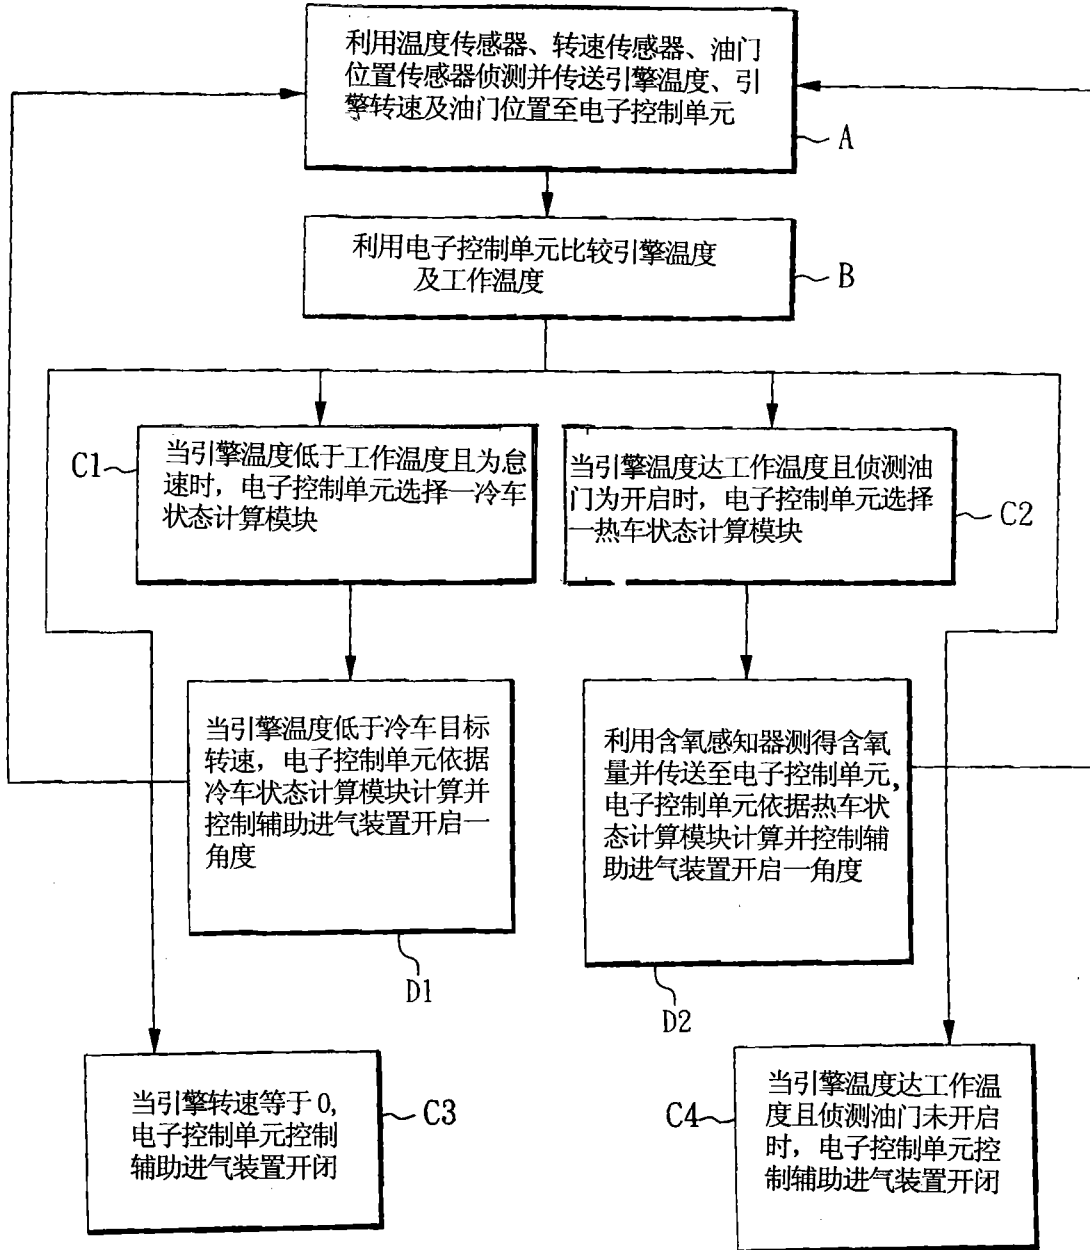 利用温度传感器、转速传感器、油门
位置传感器侦测并传送引擎温度、引
擎转速及油门位置至电子控制单元
A
利用电子控制单元比较引擎温度
及工作温度
B
C1
当引擎温度低于工作温度且为怠
速时，电子控制单元选择一冷车
状态计算模块
当引擎温度达工作温度且侦测油
门为开启时，电子控制单元选择
一热车状态计算模块
C2
当引擎温度低于冷车目标
转速，电子控制单元依据
冷车状态计算模块计算并
控制辅助进气装置开启一
角度
D1
利用含氧感知器测得含氧
量并传送至电子控制单元，
电子控制单元依据热车状
态计算模块计算并控制辅
助进气装置开启一角度
D2
当引擎转速等于0，
电子控制单元控制
辅助进气装置开闭
C3
C4
当引擎温度达工作温
度且侦测油门未开启
时，电子控制单元控
制辅助进气装置开闭